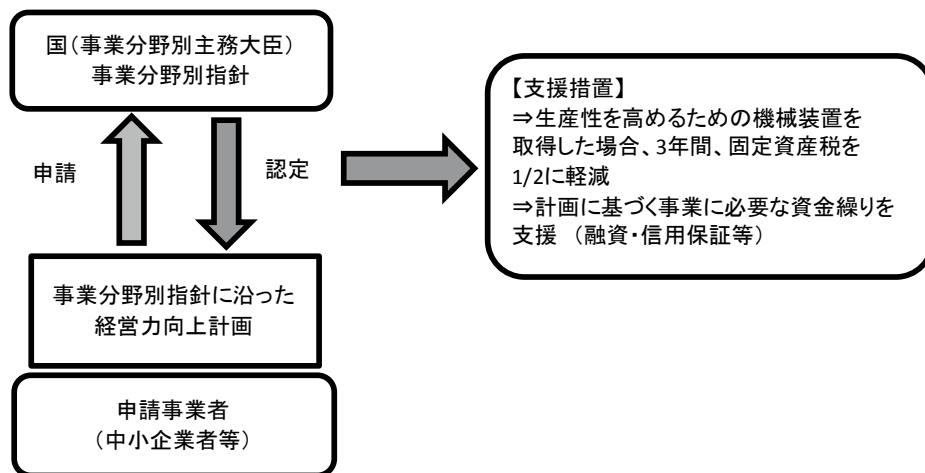 国(事業分野別主務大臣)
事業分野別指針
申請
認定
【支援措置】
⇒生産性を高めるための機械装置を
取得した場合、3年間、固定資産税を
1/2に軽減
⇒計画に基づく事業に必要な資金繰りを
支援 (融資・信用保証等)
事業分野別指針に沿った
経営力向上計画
申請事業者
(中小企業者等)